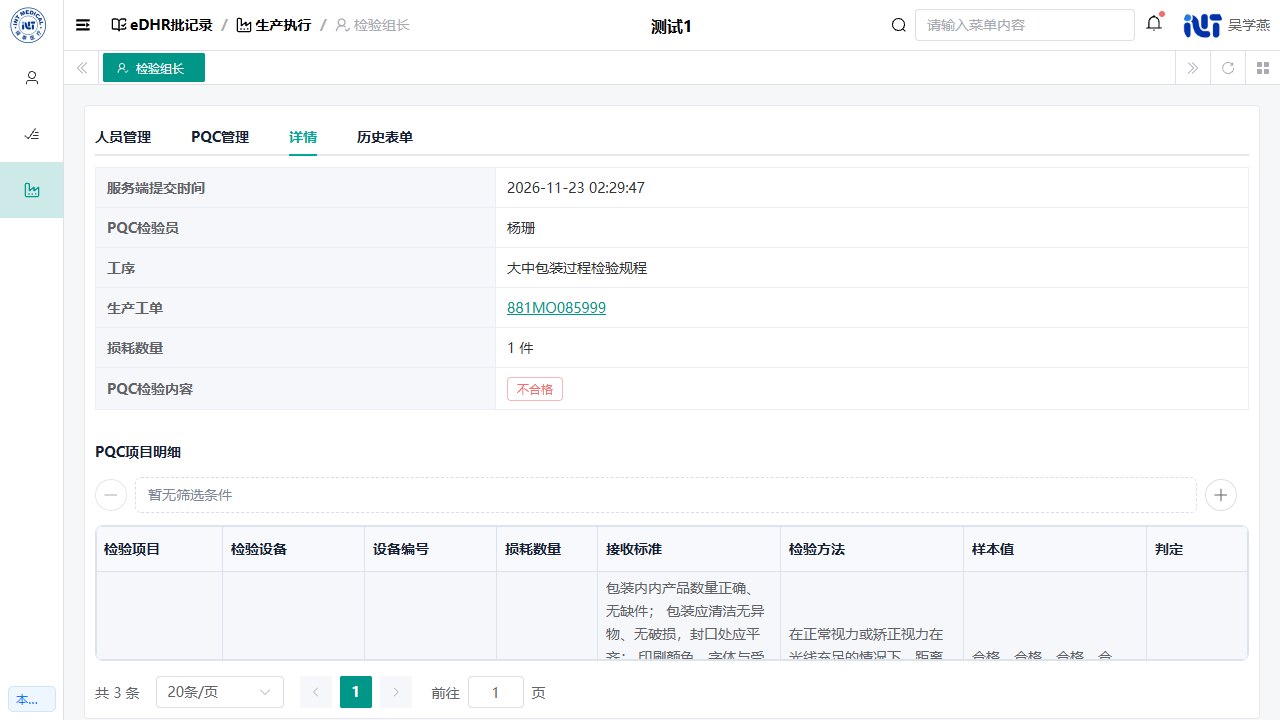 eDHR批记录 / 生产执行 / 检验组长
测试1
请输入菜单内容
吴学燕
检验组长
人员管理 PQC管理 详情 历史表单
服务端提交时间 2026-11-23 02:29:47
PQC检验员 杨珊
工序 大中包装过程检验规程
生产工单 881MO085999
损耗数量 1 件
PQC检验内容 不合格
PQC项目明细
暂无筛选条件
检验项目 检验设备 设备编号 损耗数量 接收标准 检验方法 样本值 判定
包装内内产品数量正确、
无缺件； 包装应清洁无异
物、无破损，封口处应平
在正常视力或矫正视力在
共 3 条 20条/页 1 前往 1 页
本...